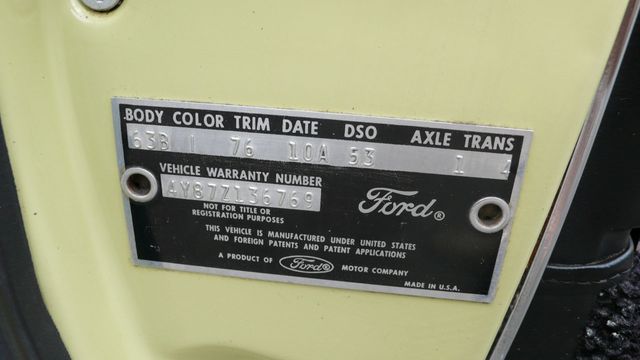 BODY COLOR TRIM DATE DSO AXLE TRANS
63B I 76 10A 53 1 4
VEHICLE WARRANTY NUMBER
4Y87Z136769
NOT FOR TITLE OR
REGISTRATION PURPOSES
Ford®
THIS VEHICLE IS MANUFACTURED UNDER UNITED STATES
AND FOREIGN PATENTS AND PATENT APPLICATIONS
A PRODUCT OF Ford® MOTOR COMPANY
MADE IN U.S.A.